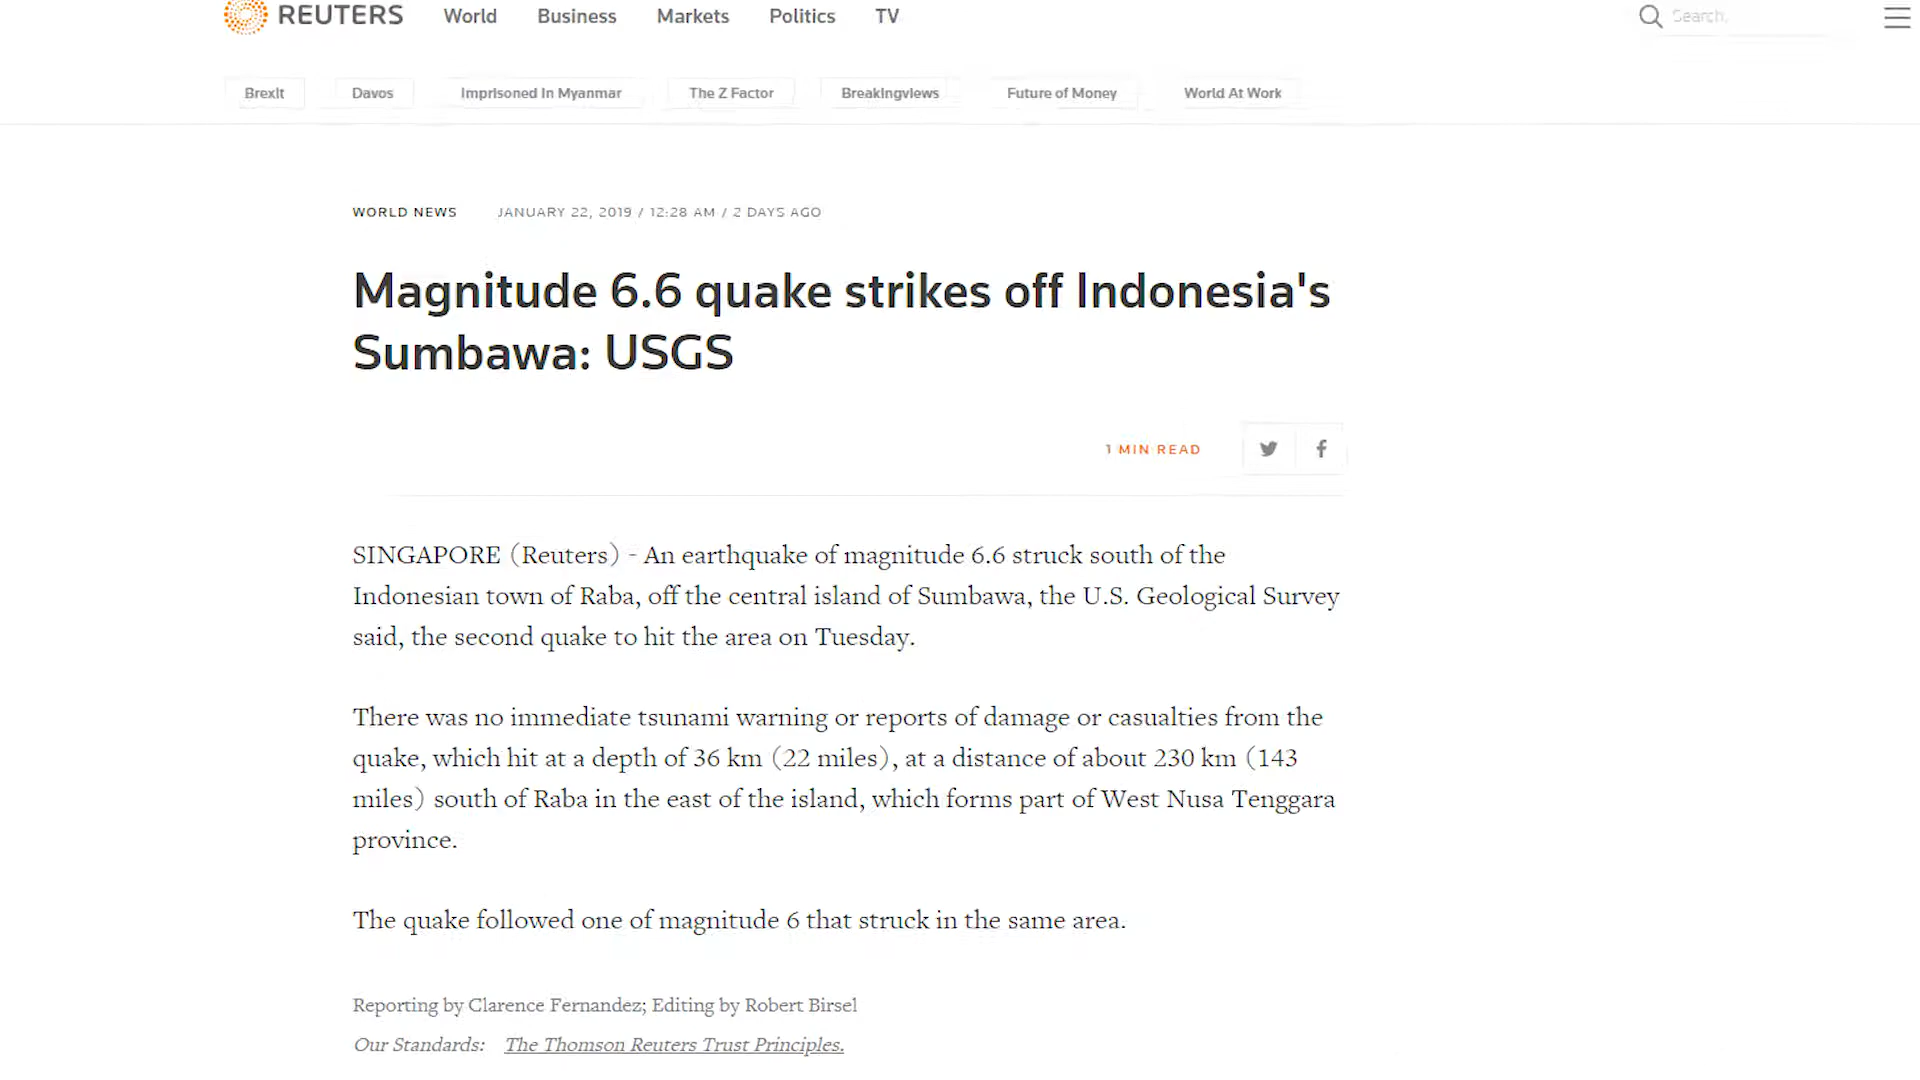 REUTERS World Business Markets Politics TV Search.
Brexit Davos Imprisoned In Myanmar The Z Factor Breakingviews Future of Money World At Work
WORLD NEWS JANUARY 22, 2019 / 12:28 AM / 2 DAYS AGO
Magnitude 6.6 quake strikes off Indonesia's
Sumbawa: USGS
1 MIN READ
SINGAPORE (Reuters) - An earthquake of magnitude 6.6 struck south of the
Indonesian town of Raba, off the central island of Sumbawa, the U.S. Geological Survey
said, the second quake to hit the area on Tuesday.
There was no immediate tsunami warning or reports of damage or casualties from the
quake, which hit at a depth of 36 km (22 miles), at a distance of about 230 km (143
miles) south of Raba in the east of the island, which forms part of West Nusa Tenggara
province.
The quake followed one of magnitude 6 that struck in the same area.
Reporting by Clarence Fernandez; Editing by Robert Birsel
Our Standards: The Thomson Reuters Trust Principles.